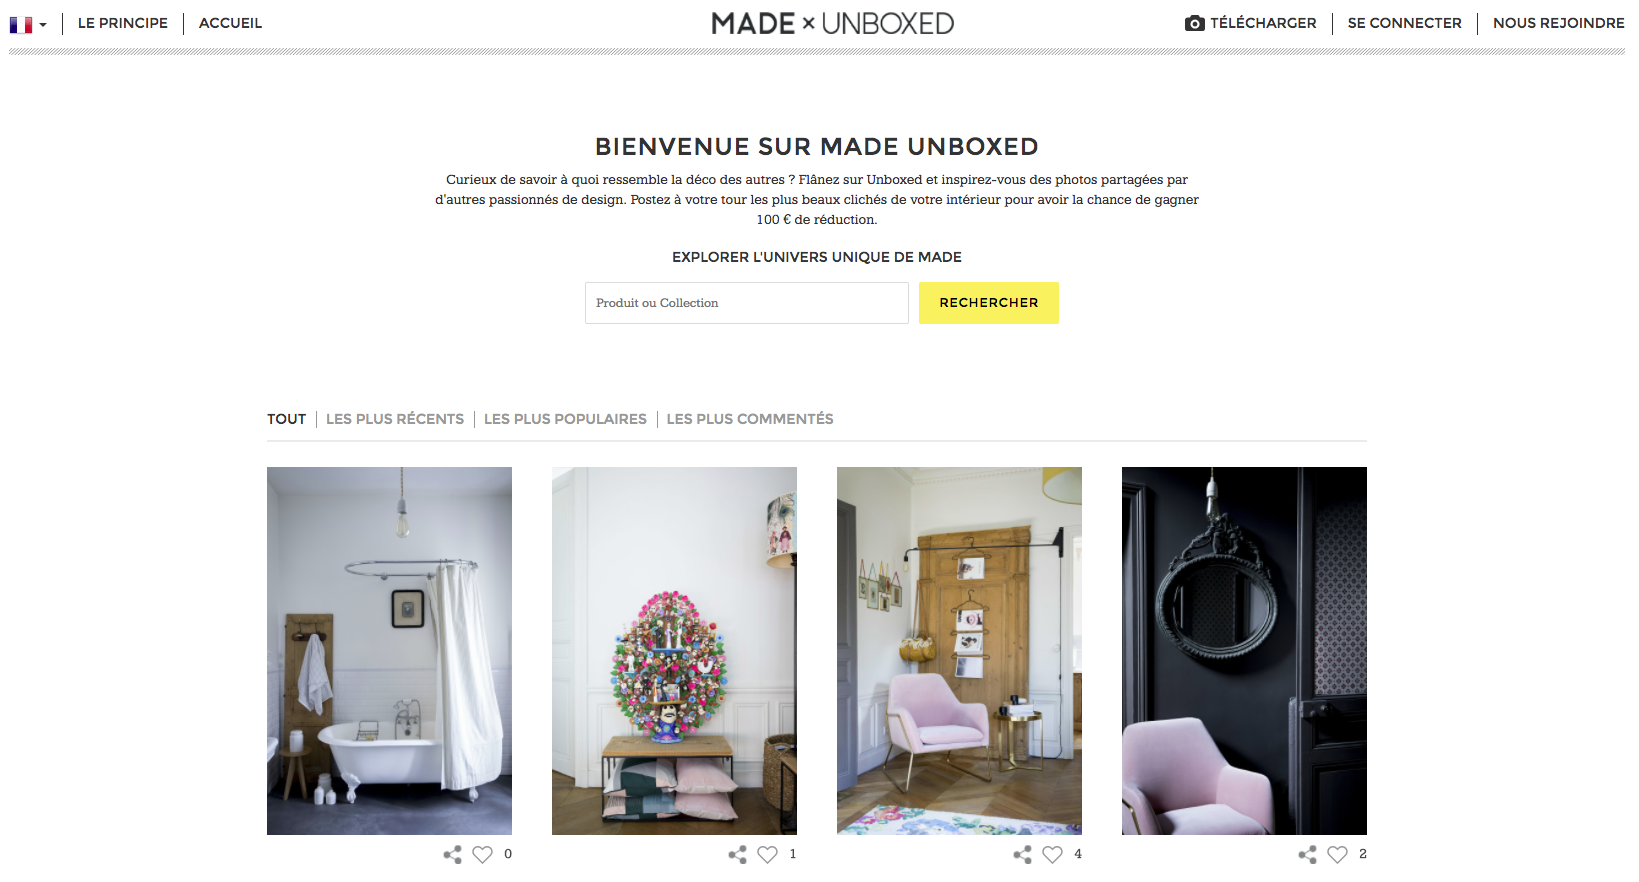 LE PRINCIPE
ACCUEIL
MADE × UNBOXED
TÉLÉCHARGER
SE CONNECTER
NOUS REJOINDRE
BIENVENUE SUR MADE UNBOXED
Curieux de savoir à quoi ressemble la déco des autres ? Flânez sur Unboxed et inspirez-vous des photos partagées par
d'autres passionnés de design. Postez à votre tour les plus beaux clichés de votre intérieur pour avoir la chance de gagner
100 € de réduction.
EXPLORER L'UNIVERS UNIQUE DE MADE
Produit ou Collection
RECHERCHER
TOUT
LES PLUS RÉCENTS
LES PLUS POPULAIRES
LES PLUS COMMENTÉS
0
1
4
2